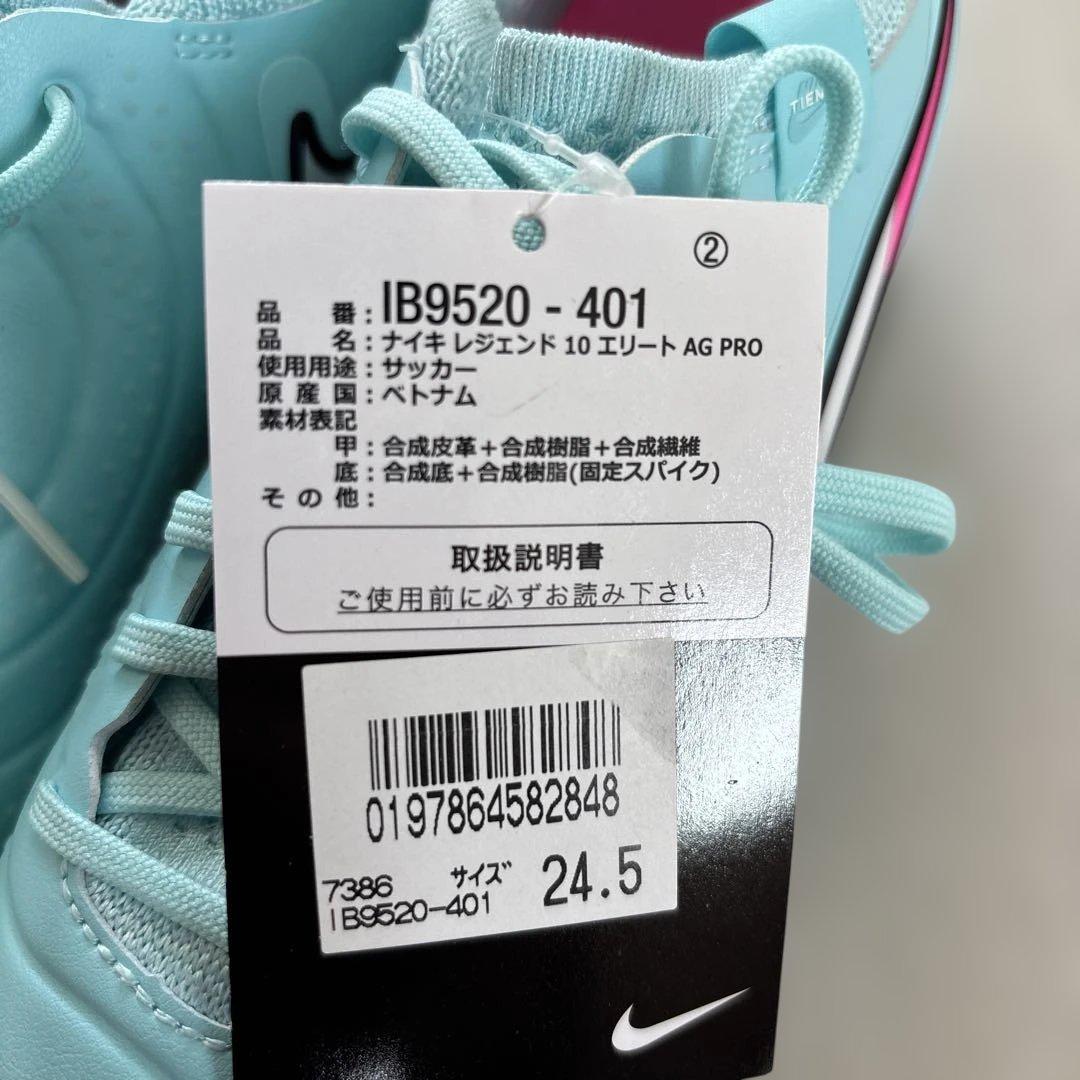 TIEM
②
品番：IB9520 - 401
品名：ナイキ レジェンド 10 エリート AG PRO
使用用途：サッカー
原産国：ベトナム
素材表記
甲：合成皮革＋合成樹脂＋合成繊維
底：合成底＋合成樹脂(固定スパイク)
その他：
取扱説明書
ご使用前に必ずお読み下さい
0197864582848
7386 サイズ 24.5
IB9520-401